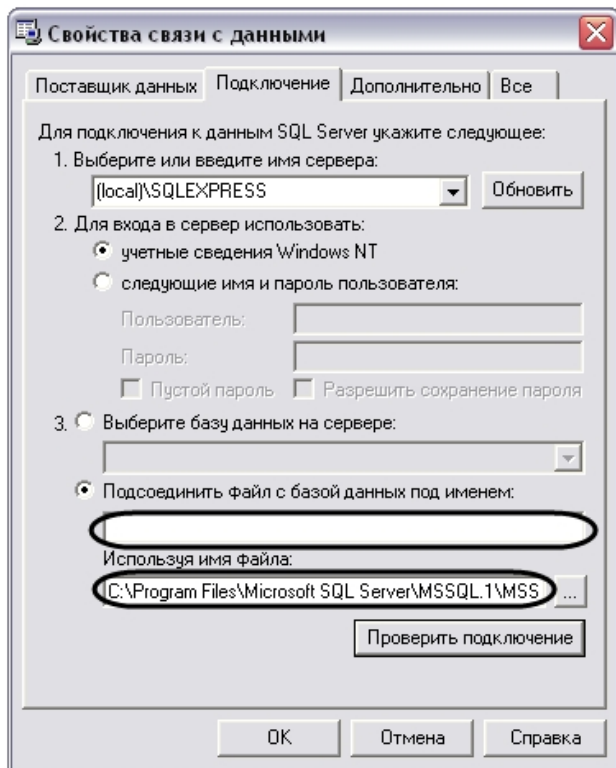 Свойства связи с данными
Поставщик данных Подключение Дополнительно Все
Для подключения к данным SQL Server укажите следующее:
1. Выберите или введите имя сервера:
(local)\SQLEXPRESS Обновить
2. Для входа в сервер использовать:
учетные сведения Windows NT
следующие имя и пароль пользователя:
Пользователь:
Пароль:
Пустой пароль Разрешить сохранение пароля
3. Выберите базу данных на сервере:
Подсоединить файл с базой данных под именем:
Используя имя файла:
C:\Program Files\Microsoft SQL Server\MSSQL.1\MSS ...
Проверить подключение
OK Отмена Справка